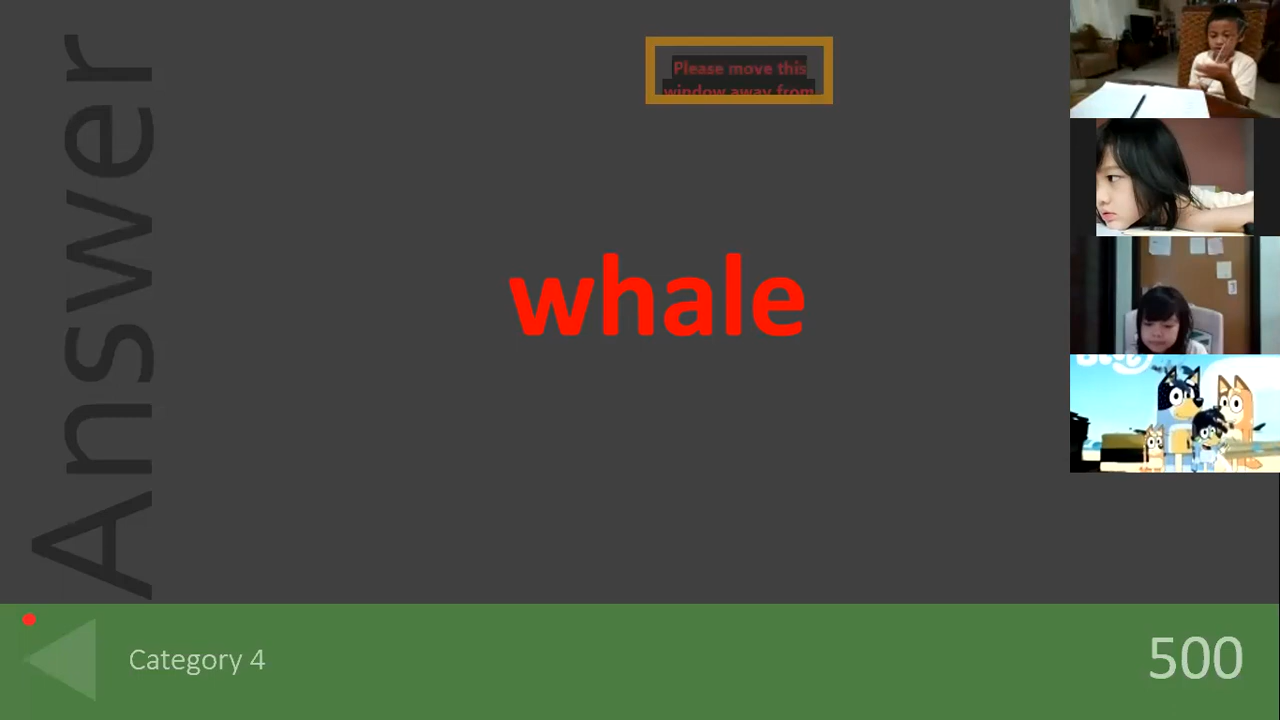 Answer
Please move this
window away from
whale
Category 4
500